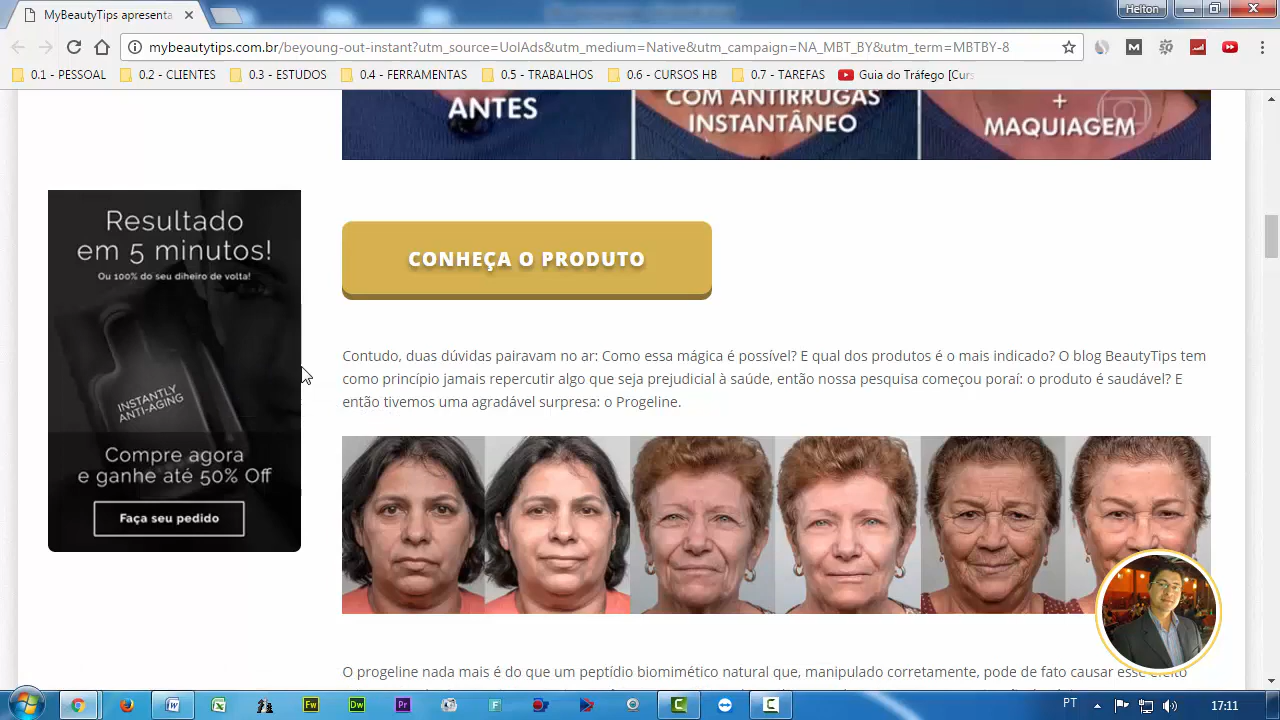 MyBeautyTips apresenta
Helton
mybeautytips.com.br/beyoung-out-instant?utm_source=UolAds&utm_medium=Native&utm_campaign=NA_MBT_BY&utm_tem=MBTBY-8
0.1 - PESSOAL
0.2 - CLIENTES
0.3 - ESTUDOS
0.4 - FERRAMENTAS
0.5 - TRABALHOS
0.6 - CURSOS HB
0.7 - TAREFAS
Guia do Tráfego [Curs
ANTES
COM ANTIRRUGAS
INSTANTÂNEO
+
MAQUIAGEM
Resultado
em 5 minutos!
Ou 100% do seu diheiro de volta!
INSTANTLY
ANTI-AGING
Compre agora
e ganhe até 50% Off
Faça seu pedido
CONHEÇA O PRODUTO
Contudo, duas dúvidas pairavam no ar: Como essa mágica é possível? E qual dos produtos é o mais indicado? O blog BeautyTips tem
como princípio jamais repercutir algo que seja prejudicial à saúde, então nossa pesquisa começou poraí: o produto é saudável? E
então tivemos uma agradável surpresa: o Progeline.
O progeline nada mais é do que um peptídio biomimético natural que, manipulado corretamente, pode de fato causar esse efeito
PT
17:11